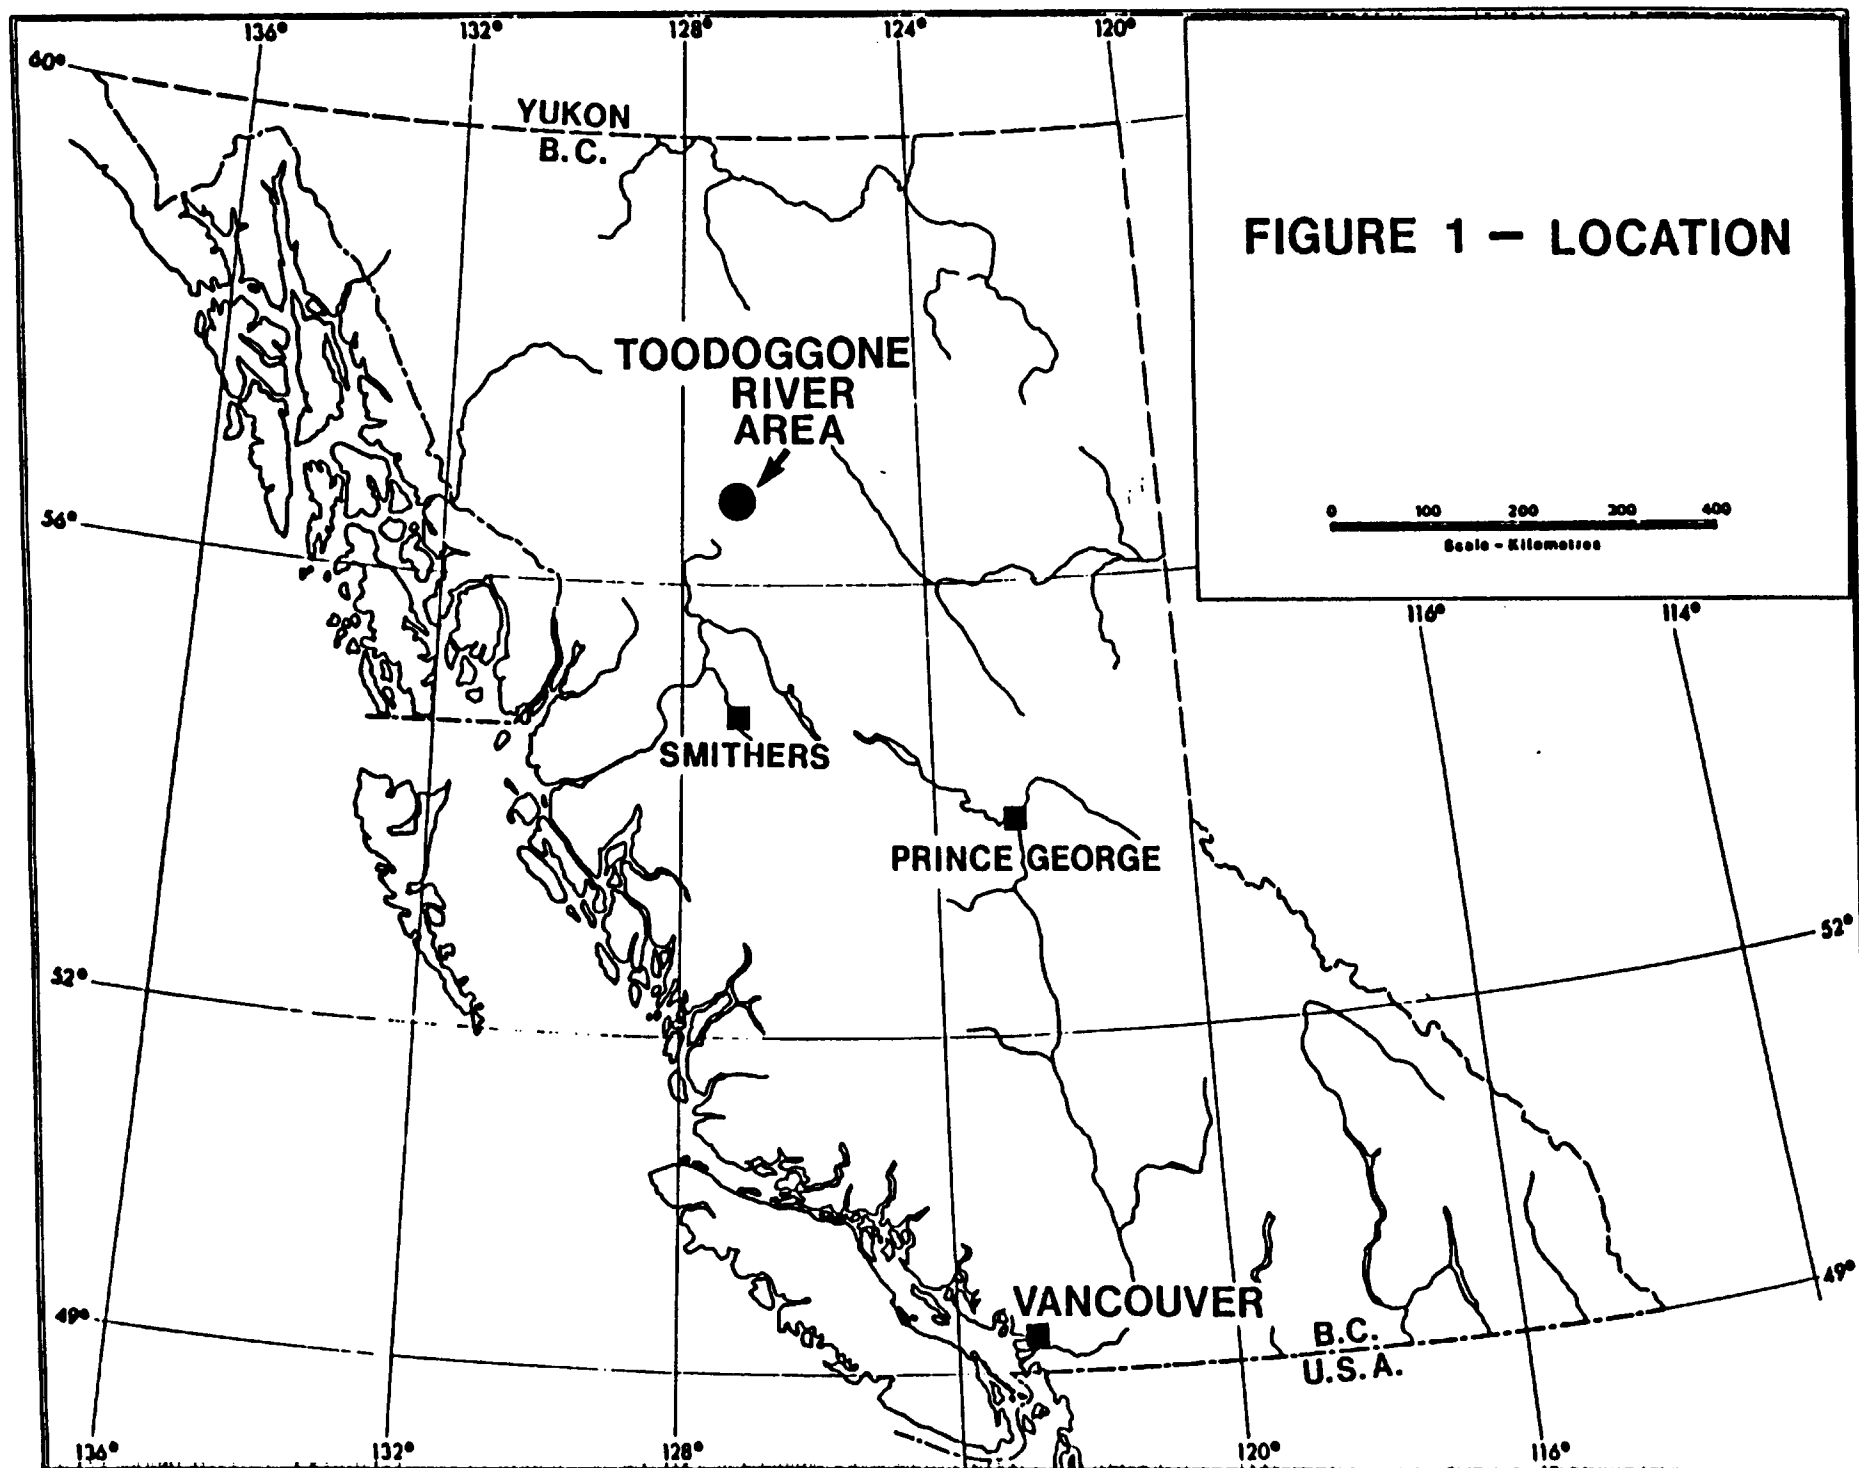 136° 132° 128° 124° 120°
60°
YUKON
B.C.
FIGURE 1 – LOCATION
TOODOGGONE
RIVER
AREA
56°
0 100 200 300 400
Scale - Kilometres
116° 114°
SMITHERS
PRINCE GEORGE
52°
52°
VANCOUVER
49°
49°
B.C.
U.S.A.
136° 132° 128° 120° 116°